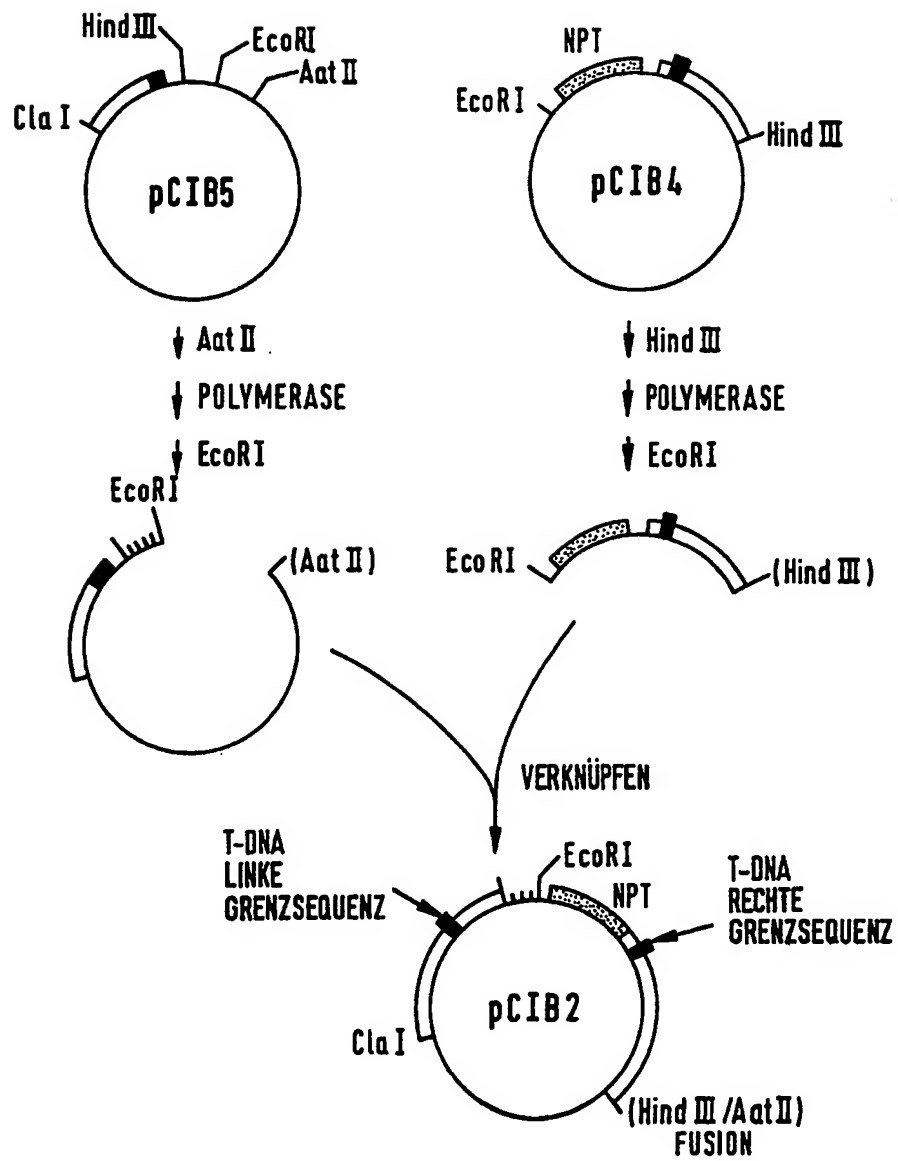 Hind III
EcoRI
Aat II
Cla I
pCIB5
NPT
EcoRI
Hind III
pCIB4
Aat II
POLYMERASE
EcoRI
Hind III
POLYMERASE
EcoRI
EcoRI
(Aat II)
EcoRI
(Hind III)
VERKNÜPFEN
T-DNA
LINKE
GRENZSEQUENZ
EcoRI
NPT
T-DNA
RECHTE
GRENZSEQUENZ
pCIB2
Cla I
(Hind III/Aat II)
FUSION